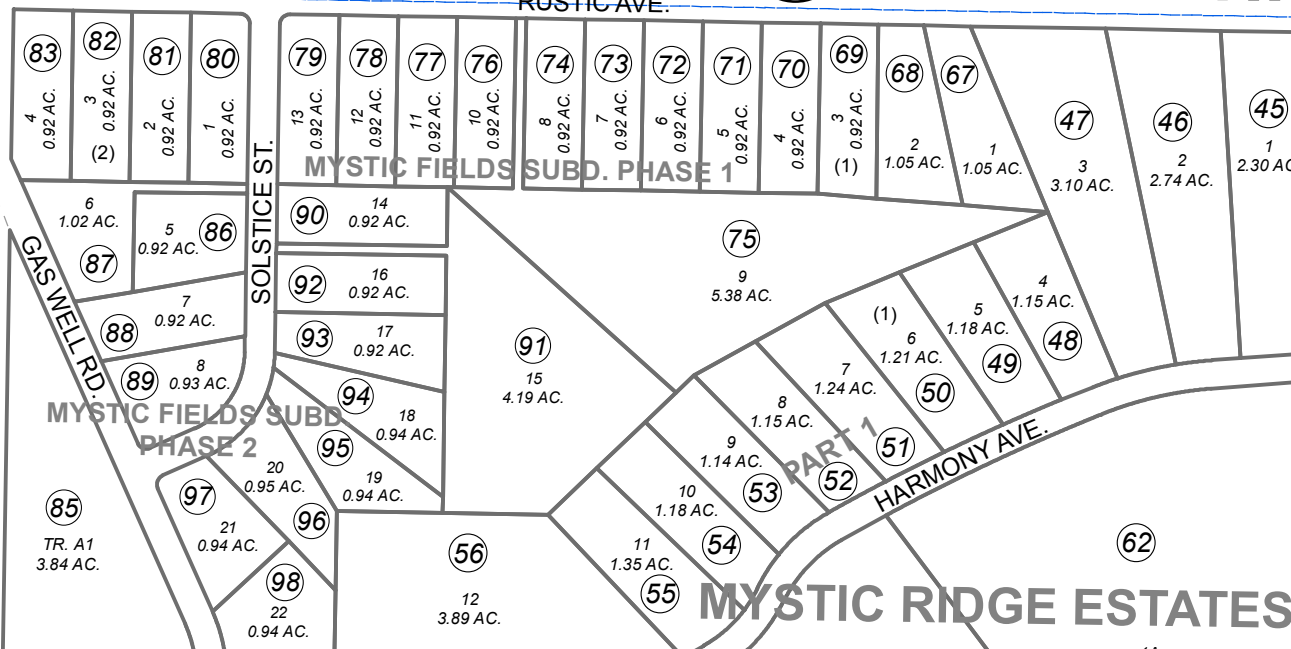 RUSTIC AVE.
83
4
0.92 AC.
82
3
0.92 AC.
(2)
81
2
0.92 AC.
80
1
0.92 AC.
79
13
0.92 AC.
78
12
0.92 AC.
77
11
0.92 AC.
76
10
0.92 AC.
74
8
0.92 AC.
73
7
0.92 AC.
72
6
0.92 AC.
71
5
0.92 AC.
70
4
0.92 AC.
69
3
0.92 AC.
(1)
68
2
1.05 AC.
67
1
1.05 AC.
47
3
3.10 AC.
46
2
2.74 AC.
45
1
2.30 AC
MYSTIC FIELDS SUBD. PHASE 1
SOLSTICE ST.
GAS WELL RD.
6
1.02 AC.
87
5
0.92 AC.
86
7
0.92 AC.
88
8
0.93 AC.
89
MYSTIC FIELDS SUBD
PHASE 2
90
14
0.92 AC.
92
16
0.92 AC.
93
17
0.92 AC.
94
18
0.94 AC.
95
19
0.94 AC.
20
0.95 AC.
96
97
21
0.94 AC.
98
22
0.94 AC.
85
TR. A1
3.84 AC.
91
15
4.19 AC.
75
9
5.38 AC.
4
1.15 AC.
48
5
1.18 AC.
49
(1)
6
1.21 AC.
50
7
1.24 AC.
51
8
1.15 AC.
52
9
1.14 AC.
53
10
1.18 AC.
54
11
1.35 AC.
55
PART 1
HARMONY AVE.
56
12
3.89 AC.
62
MYSTIC RIDGE ESTATES